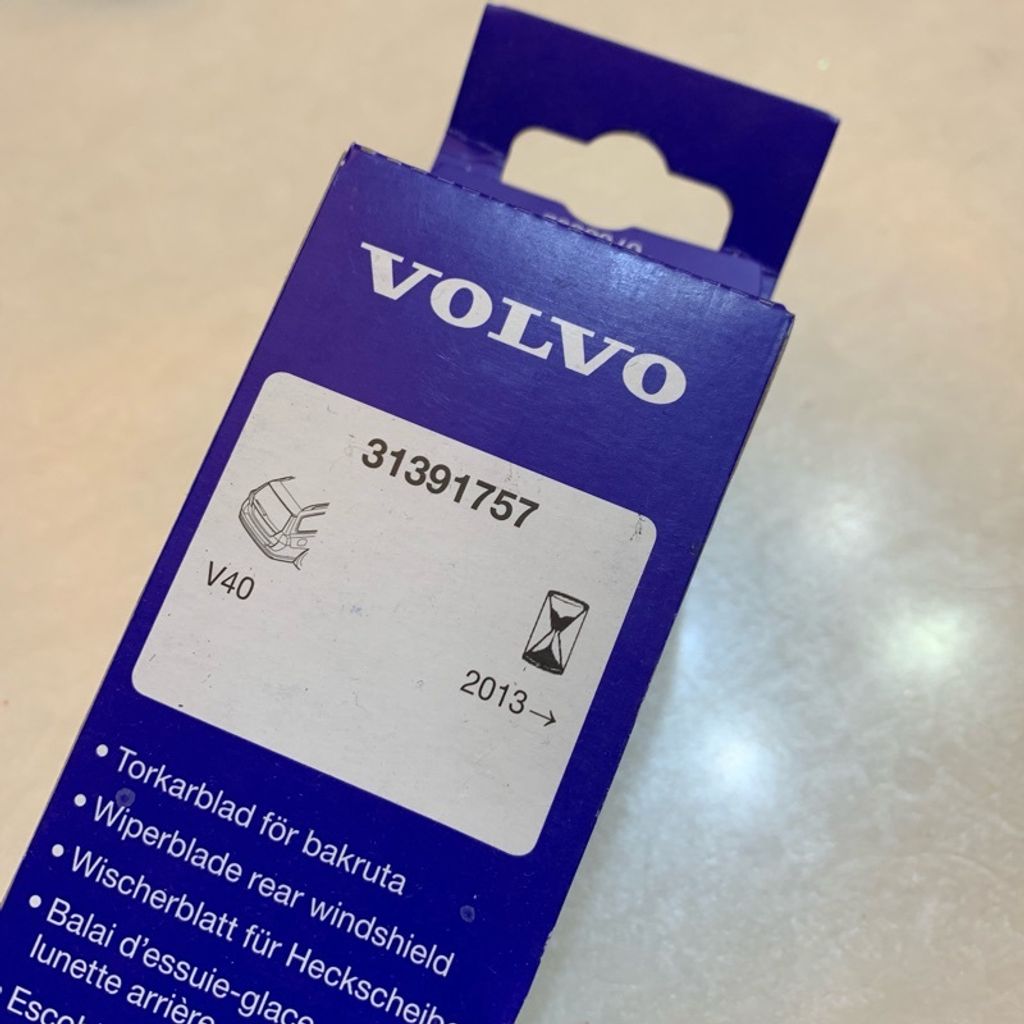 VOLVO
31391757
V40
2013→
• Torkarblad för bakruta
• Wiperblade rear windshield
• Wischerblatt für Heckscheibe
• Balai d'essuie-glace
lunette arrière